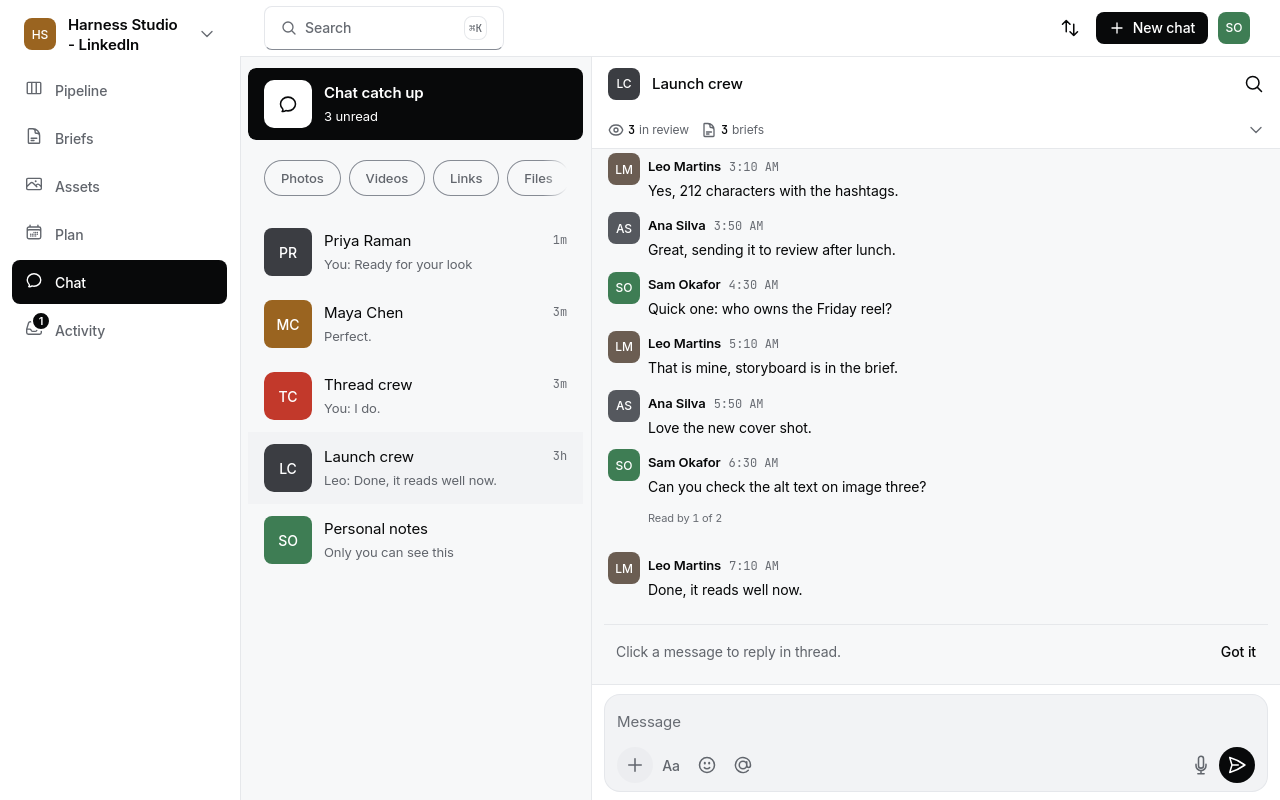 HS
Harness Studio
- LinkedIn
Pipeline
Briefs
Assets
Plan
Chat
1
Activity
Search
⌘K
New chat
SO
Chat catch up
3 unread
Photos
Videos
Links
Files
PR
Priya Raman
1m
You: Ready for your look
MC
Maya Chen
3m
Perfect.
TC
Thread crew
3m
You: I do.
LC
Launch crew
3h
Leo: Done, it reads well now.
SO
Personal notes
Only you can see this
LC
Launch crew
3 in review
3 briefs
LM
Leo Martins 3:10 AM
Yes, 212 characters with the hashtags.
AS
Ana Silva 3:50 AM
Great, sending it to review after lunch.
SO
Sam Okafor 4:30 AM
Quick one: who owns the Friday reel?
LM
Leo Martins 5:10 AM
That is mine, storyboard is in the brief.
AS
Ana Silva 5:50 AM
Love the new cover shot.
SO
Sam Okafor 6:30 AM
Can you check the alt text on image three?
Read by 1 of 2
LM
Leo Martins 7:10 AM
Done, it reads well now.
Click a message to reply in thread.
Got it
Message
Aa